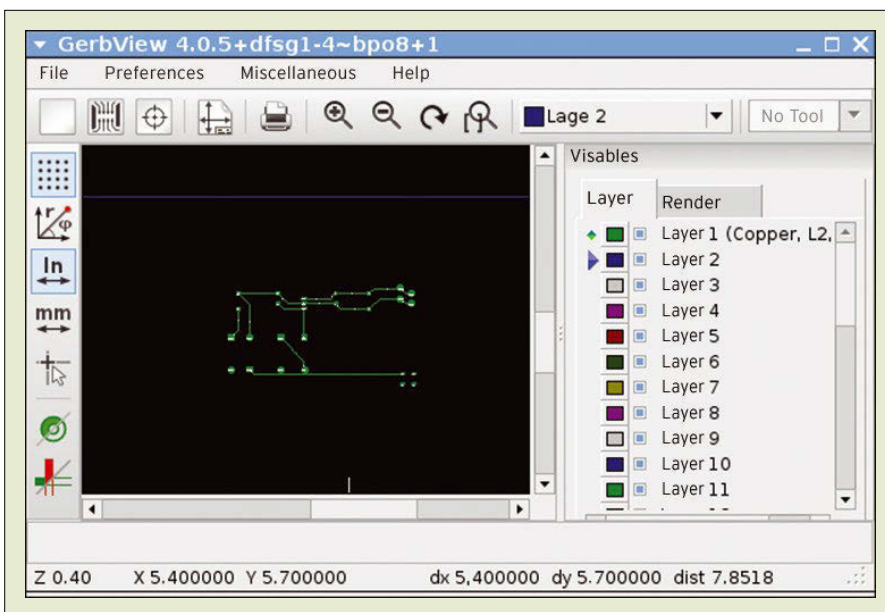 GerbView 4.0.5+dfsg1-4~bpo8+1
File Preferences Miscellaneous Help
Lage 2 No Tool
Visables
Layer Render
r φ
In
mm
Layer 1 (Copper, L2,
Layer 2
Layer 3
Layer 4
Layer 5
Layer 6
Layer 7
Layer 8
Layer 9
Layer 10
Layer 11
Z 0.40 X 5.400000 Y 5.700000 dx 5,400000 dy 5.700000 dist 7.8518